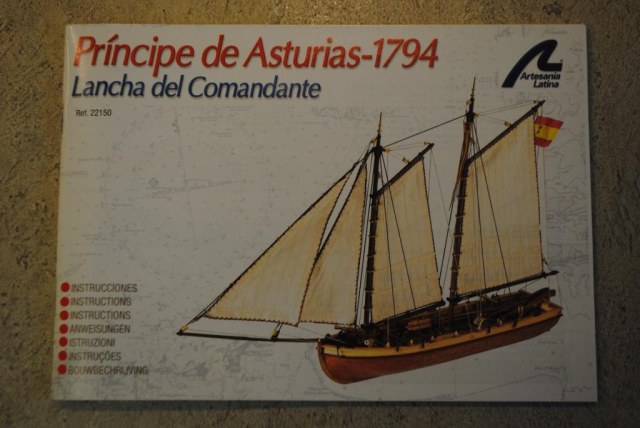 Príncipe de Asturias-1794
Lancha del Comandante
Ref. 22150
Artesanía
Latina
INSTRUCCIONES
INSTRUCTIONS
INSTRUCTIONS
ANWEISUNGEN
ISTRUZIONI
INSTRUÇÕES
BOUWBECHRIJVING